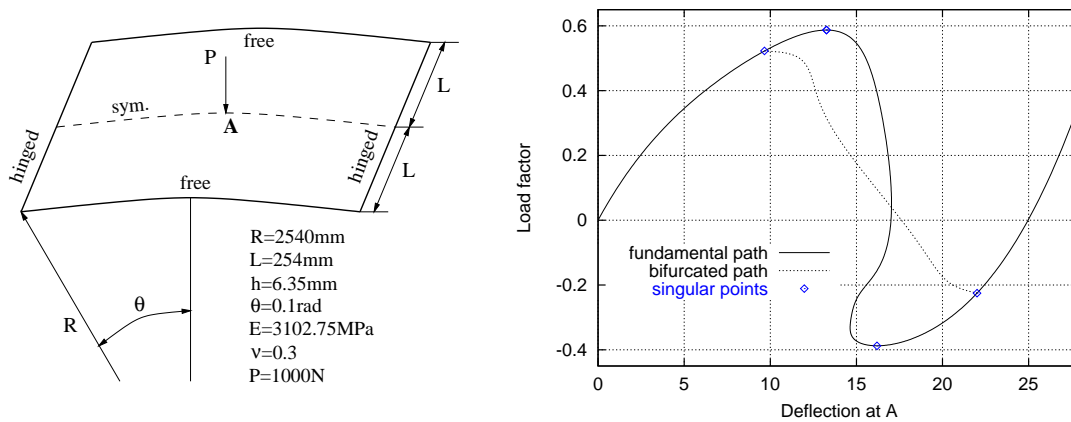 free
P
L
sym.
A
hinged
hinged
L
free
R=2540mm
L=254mm
h=6.35mm
θ=0.1rad
E=3102.75MPa
ν=0.3
P=1000N
θ
R
0.6
0.4
0.2
0
-0.2
-0.4
Load factor
fundamental path
bifurcated path
singular points
0 5 10 15 20 25
Deflection at A